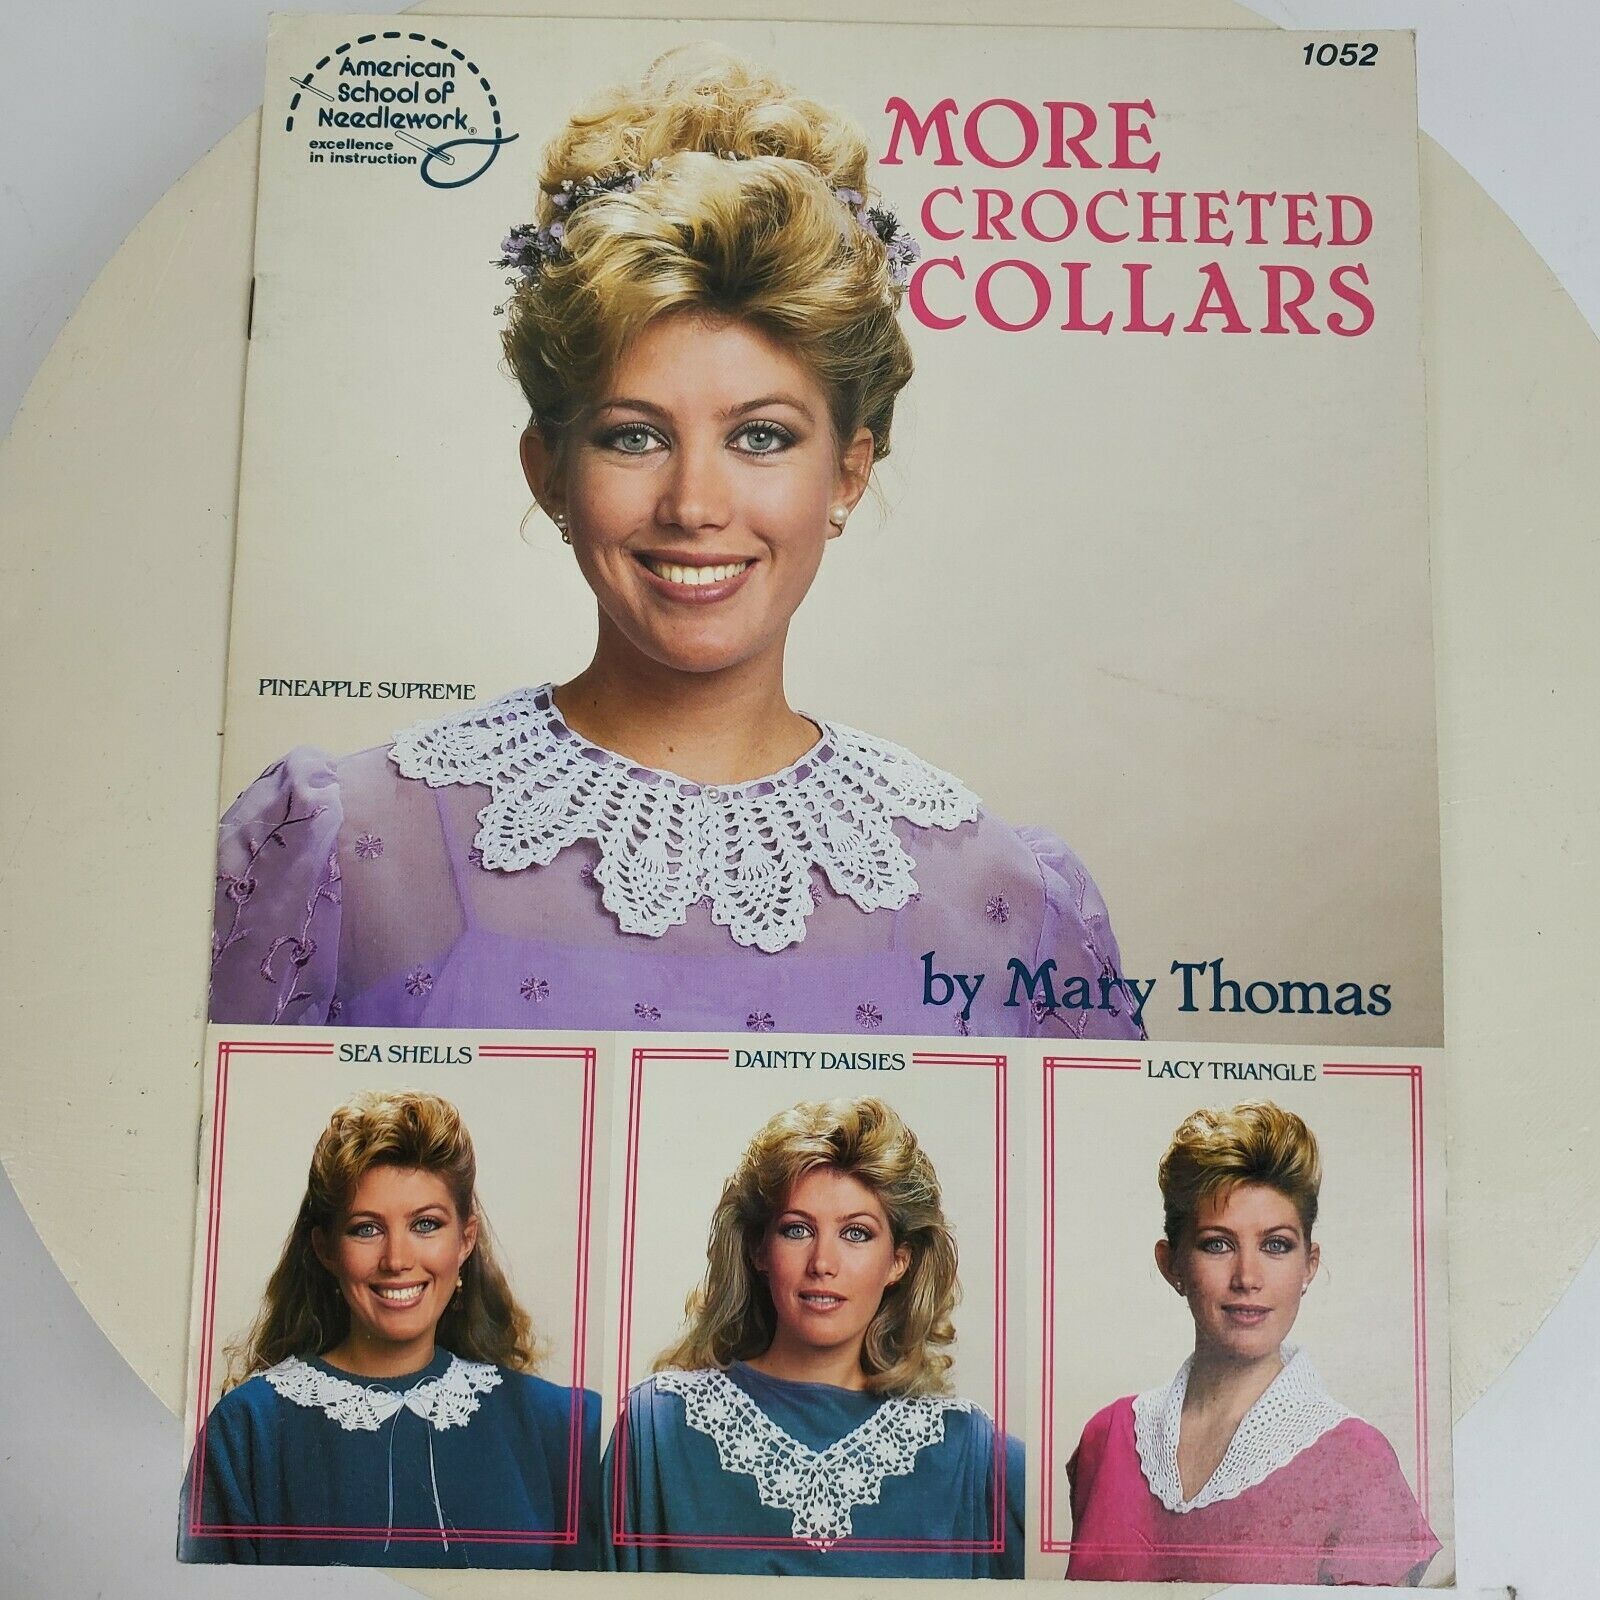 American
School of
Needlework®
excellence
in instruction
1052
MORE
CROCHETED
COLLARS
PINEAPPLE SUPREME
by Mary Thomas
SEA SHELLS
DAINTY DAISIES
LACY TRIANGLE